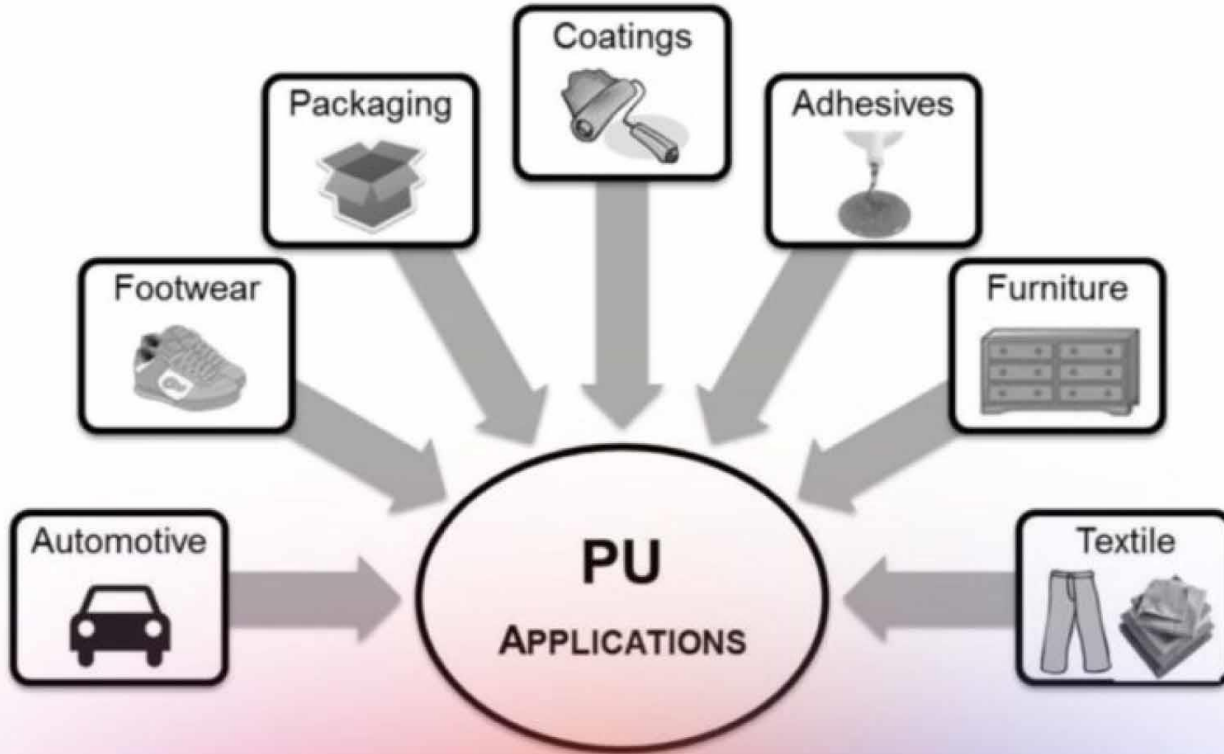 Coatings
Packaging
Adhesives
Footwear
Furniture
Automotive
Textile
PU
APPLICATIONS